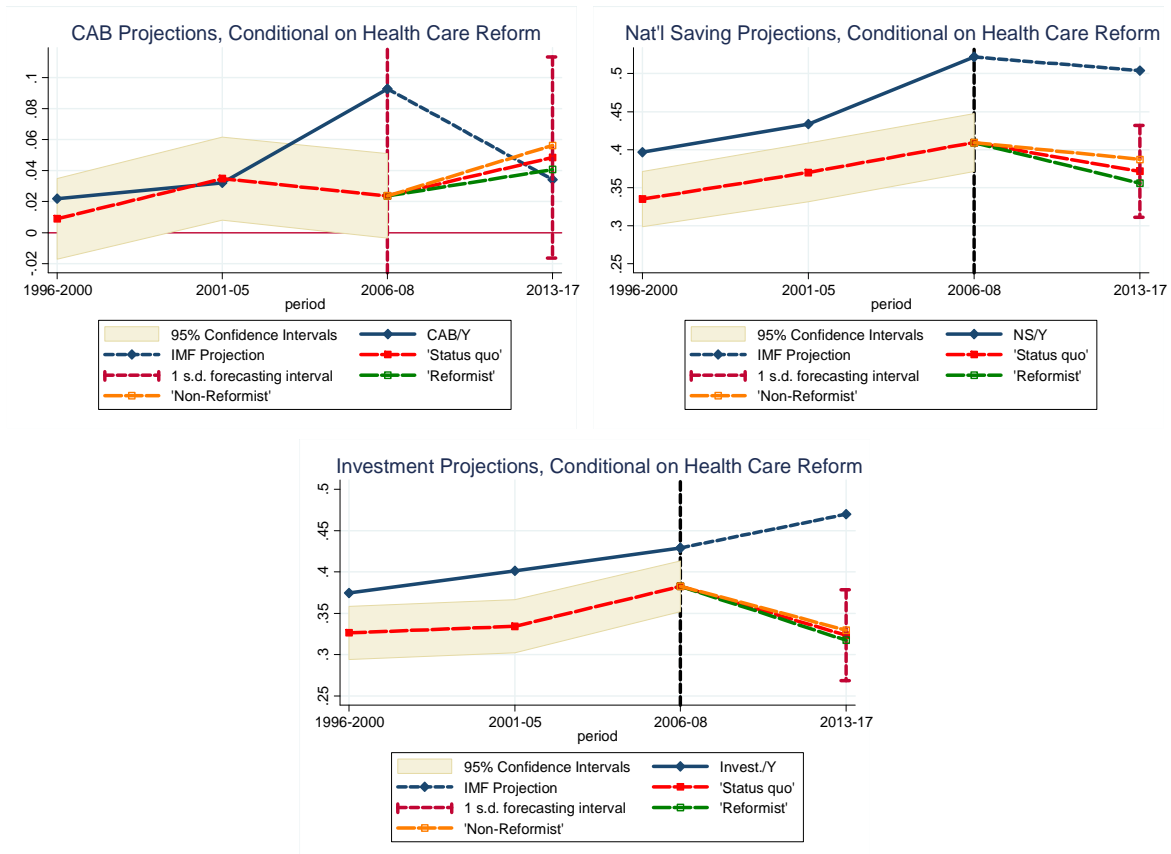 CAB Projections, Conditional on Health Care Reform
.1
.08
.06
.04
.02
0
-.02
1996-2000
2001-05
2006-08
2013-17
period
95% Confidence Intervals
CAB/Y
IMF Projection
'Status quo'
1 s.d. forecasting interval
'Reformist'
'Non-Reformist'
Nat'l Saving Projections, Conditional on Health Care Reform
.5
.45
.4
.35
.3
.25
1996-2000
2001-05
2006-08
2013-17
period
95% Confidence Intervals
NS/Y
IMF Projection
'Status quo'
1 s.d. forecasting interval
'Reformist'
'Non-Reformist'
Investment Projections, Conditional on Health Care Reform
.5
.45
.4
.35
.3
.25
1996-2000
2001-05
2006-08
2013-17
period
95% Confidence Intervals
Invest./Y
IMF Projection
'Status quo'
1 s.d. forecasting interval
'Reformist'
'Non-Reformist'